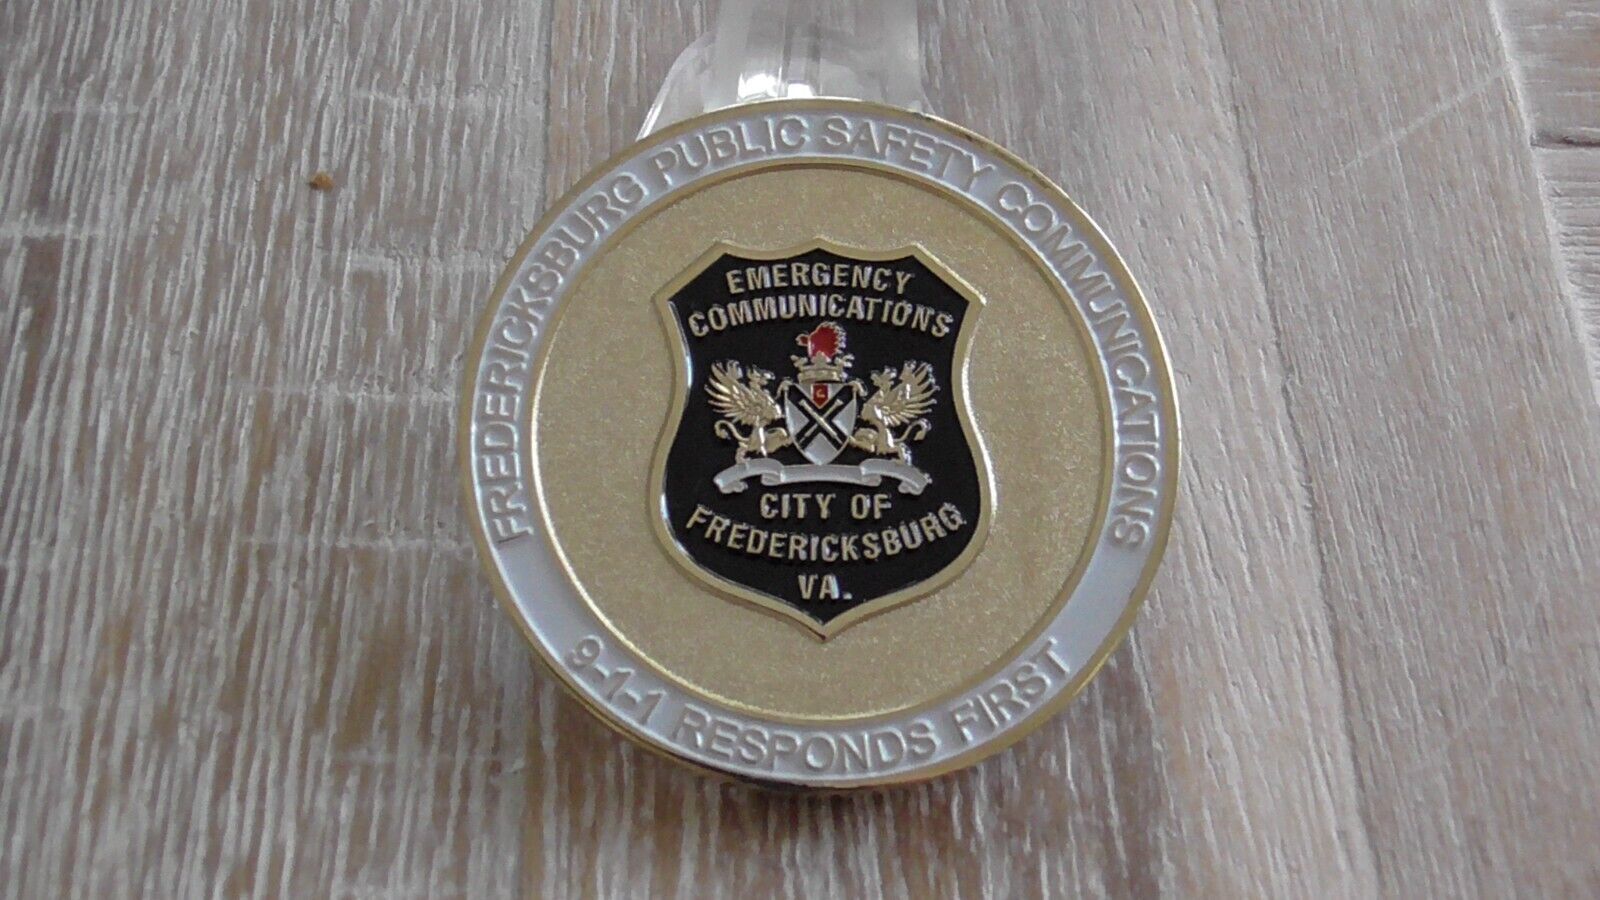 FREDERICKSBURG PUBLIC SAFETY COMMUNICATIONS
EMERGENCY
COMMUNICATIONS
CITY OF
FREDERICKSBURG
VA.
9-1-1 RESPONDS FIRST